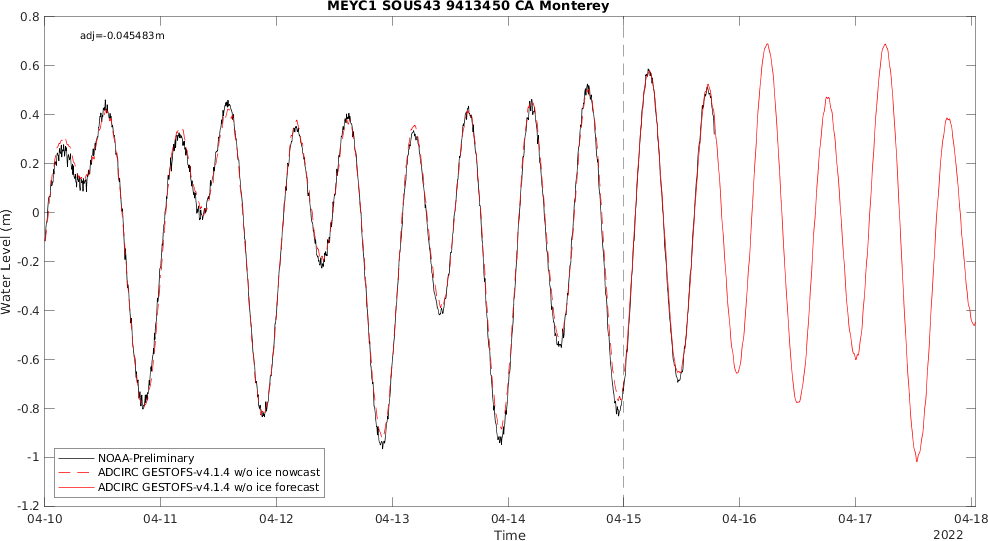 MEYC1 SOUS43 9413450 CA Monterey
adj=-0.045483m
Water Level (m)
0.8
0.6
0.4
0.2
0
-0.2
-0.4
-0.6
-0.8
-1
-1.2
NOAA-Preliminary
ADCIRC GESTOFS-v4.1.4 w/o ice nowcast
ADCIRC GESTOFS-v4.1.4 w/o ice forecast
04-10 04-11 04-12 04-13 04-14 04-15 04-16 04-17 04-18
Time
2022